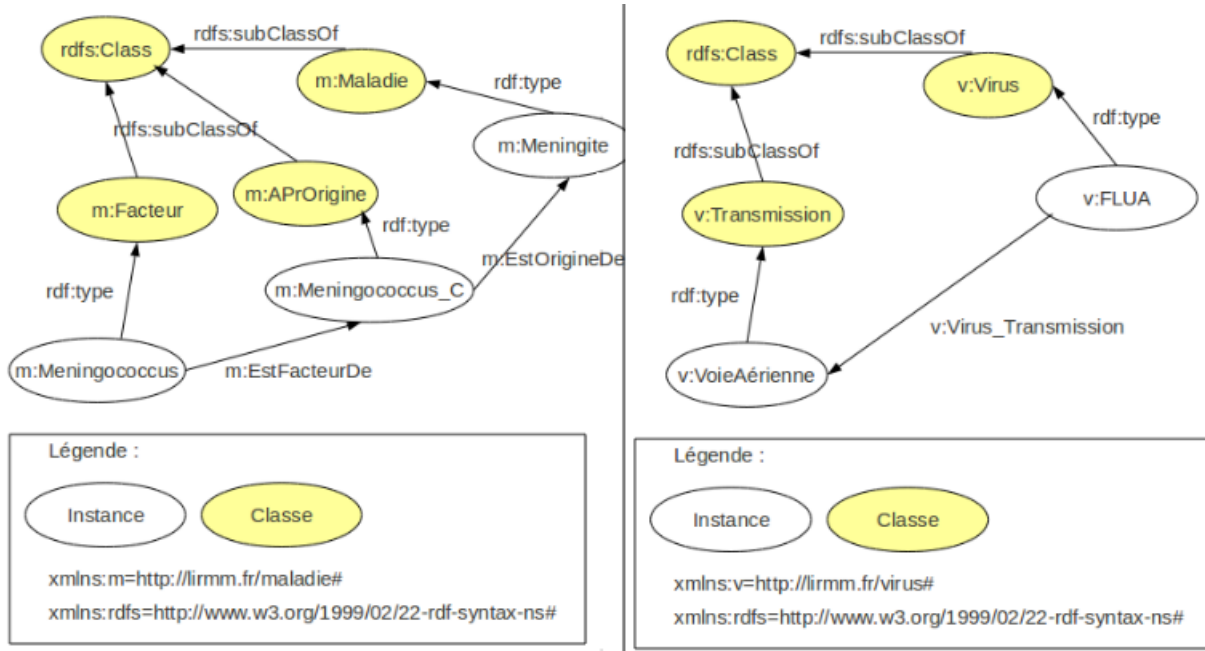 rdfs:Class
rdfs:subClassOf
m:Maladie
rdf:type
m:Meningite
rdfs:subClassOf
m:APrOrigine
m:Facteur
rdf:type
m:EstOrigineDe
rdf:type
m:Meningococcus_C
m:Meningococcus
m:EstFacteurDe
Légende :
Instance
Classe
xmlns:m=http://lirmm.fr/maladie#
xmlns:rdfs=http://www.w3.org/1999/02/22-rdf-syntax-ns#
rdfs:subClassOf
rdfs:Class
v:Virus
rdf:type
rdfs:subClassOf
v:FLUA
v:Transmission
rdf:type
v:Virus_Transmission
v:VoieAérienne
Légende :
Instance
Classe
xmlns:v=http://lirmm.fr/virus#
xmlns:rdfs=http://www.w3.org/1999/02/22-rdf-syntax-ns#